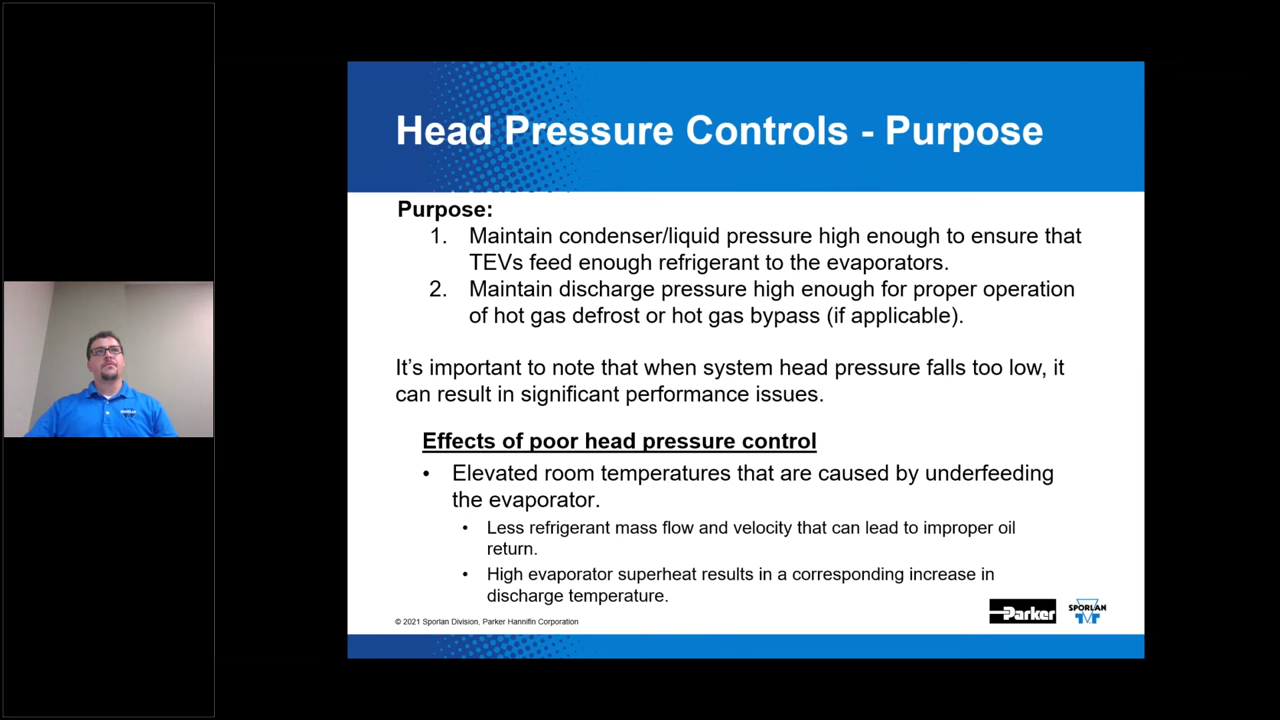 Head Pressure Controls - Purpose
Purpose:
1. Maintain condenser/liquid pressure high enough to ensure that
TEVs feed enough refrigerant to the evaporators.
2. Maintain discharge pressure high enough for proper operation
of hot gas defrost or hot gas bypass (if applicable).
It's important to note that when system head pressure falls too low, it
can result in significant performance issues.
Effects of poor head pressure control
• Elevated room temperatures that are caused by underfeeding
the evaporator.
• Less refrigerant mass flow and velocity that can lead to improper oil
return.
• High evaporator superheat results in a corresponding increase in
discharge temperature.
© 2021 Sporlan Division, Parker Hannifin Corporation
Parker
SPORLAN
SPORLAN